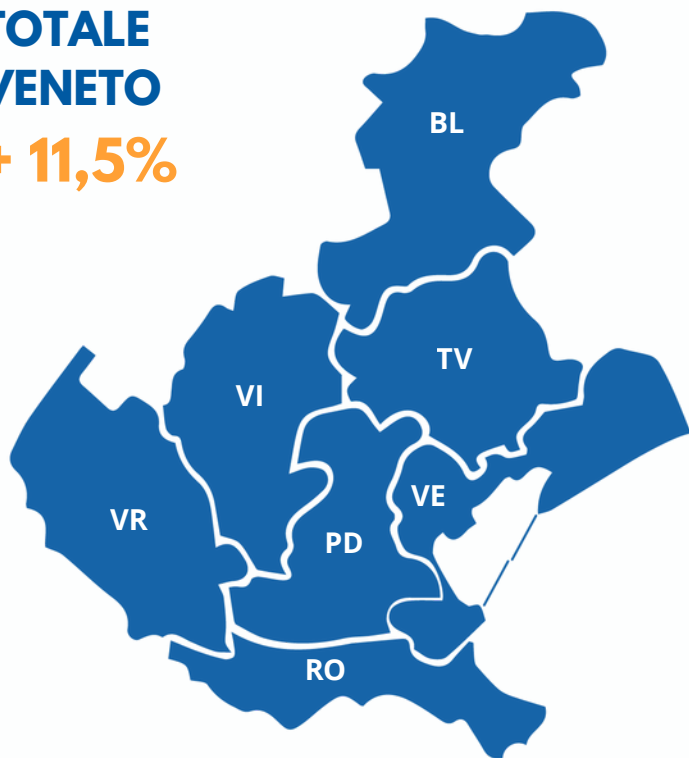 TOTALE
VENETO
+ 11,5%
BL
TV
VI
VE
VR
PD
RO